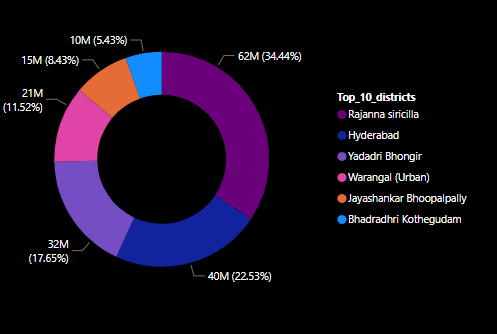 10M (5.43%)
15M (8.43%)
62M (34.44%)
21M
(11.52%)
32M
(17.65%)
40M (22.53%)
Top_10_districts
Rajanna siricilla
Hyderabad
Yadadri Bhongir
Warangal (Urban)
Jayashankar Bhoopalpally
Bhadradhri Kothegudam